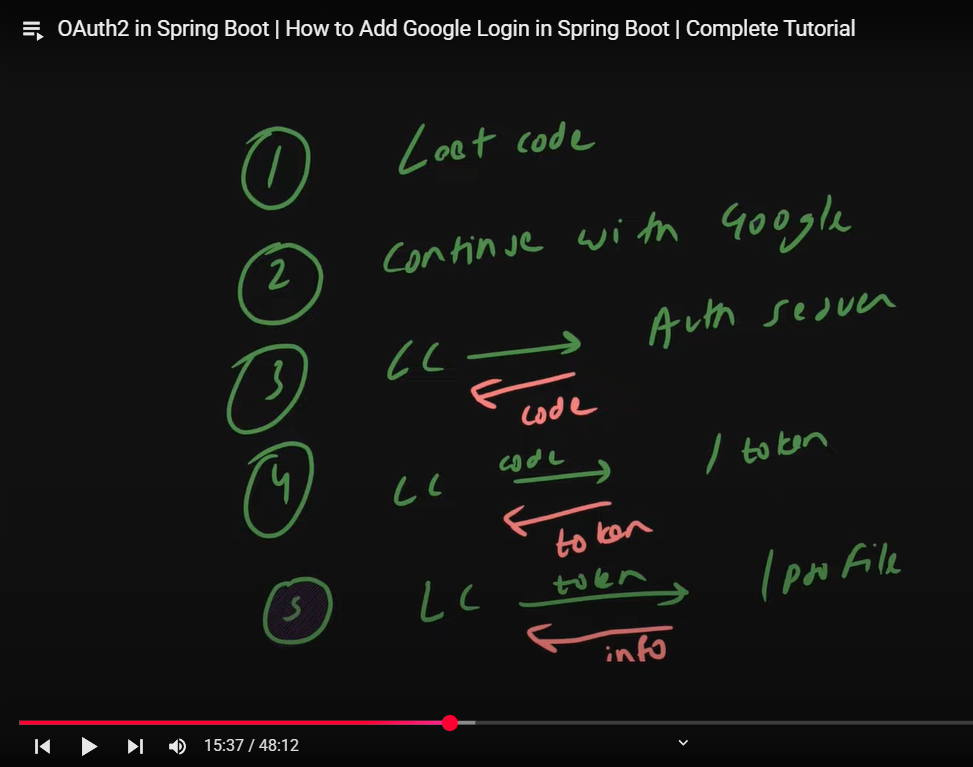 OAuth2 in Spring Boot | How to Add Google Login in Spring Boot | Complete Tutorial
1 Leet code
2 Continue with Google
3 LC Auth server
code
4 LC code / token
token
5 LC token / profile
info
15:37 / 48:12